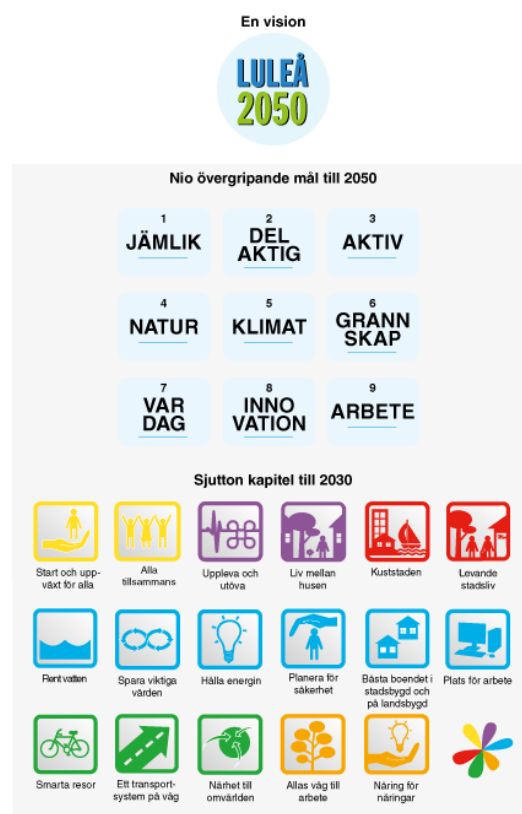 En vision
LULEÅ
2050
Nio övergripande mål till 2050
1
JÄMLIK
2
DEL
AKTIG
3
AKTIV
4
NATUR
5
KLIMAT
6
GRANN
SKAP
7
VAR
DAG
8
INNO
VATION
9
ARBETE
Sjutton kapitel till 2030
Start och upp-
växt för alla
Alla
tillsammans
Uppleva och
utöva
Liv mellan
husen
Kuststaden
Levande
stadsliv
Rent vatten
Spara viktiga
värden
Hålla energin
Planera för
säkerhet
Bästa boendet i
stadsbygd och
på landsbygd
Plats för arbete
Smarta resor
Ett transport-
system på väg
Närhet till
omvärlden
Allas väg till
arbete
Näring för
näringar